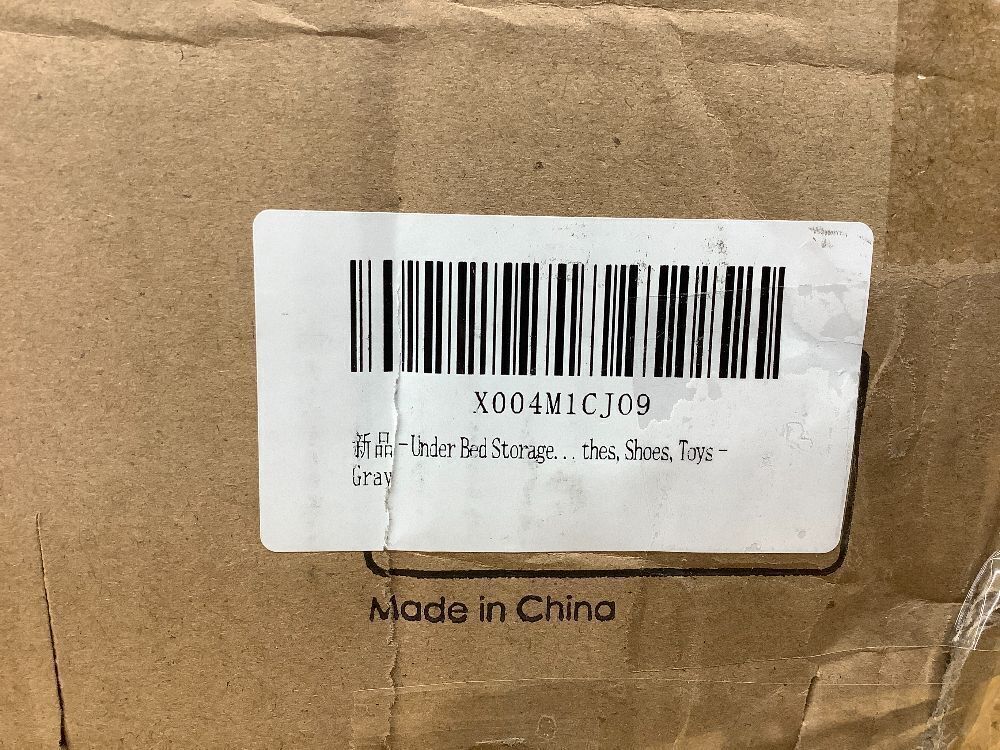 X004M1CJ09
新品-Under Bed Storage... thes, Shoes, Toys -
Gray
Made in China